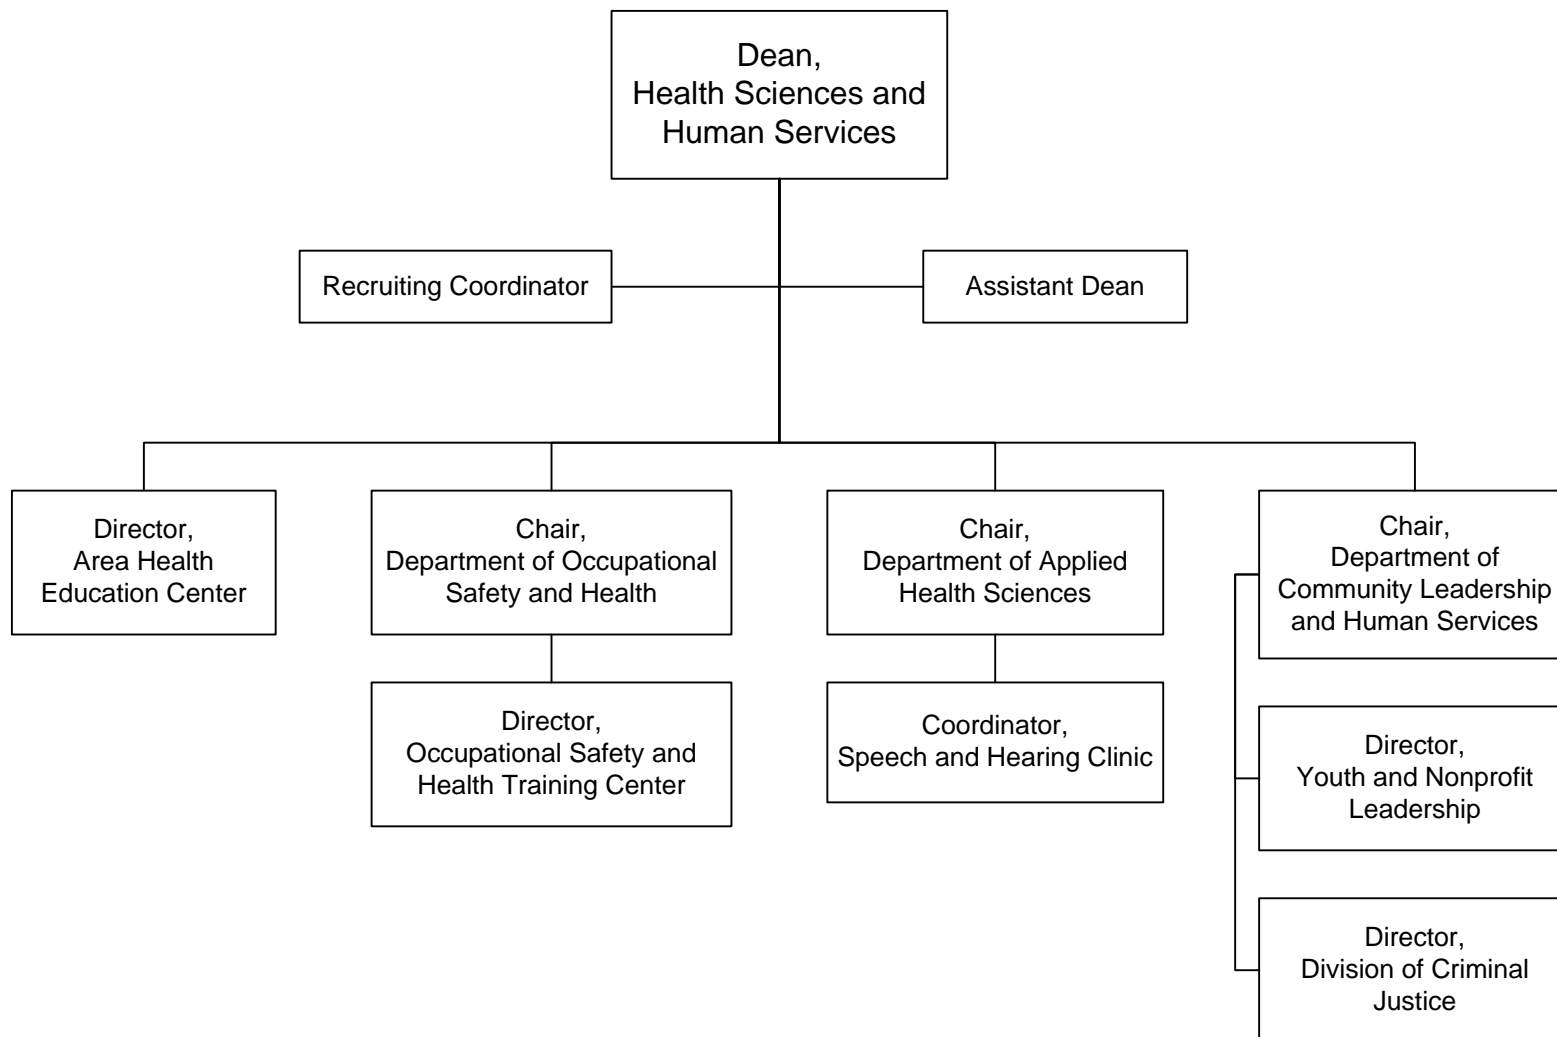 Dean,
Health Sciences and
Human Services
Recruiting Coordinator
Assistant Dean
Director,
Area Health
Education Center
Chair,
Department of Occupational
Safety and Health
Chair,
Department of Applied
Health Sciences
Chair,
Department of
Community Leadership
and Human Services
Director,
Occupational Safety and
Health Training Center
Coordinator,
Speech and Hearing Clinic
Director,
Youth and Nonprofit
Leadership
Director,
Division of Criminal
Justice